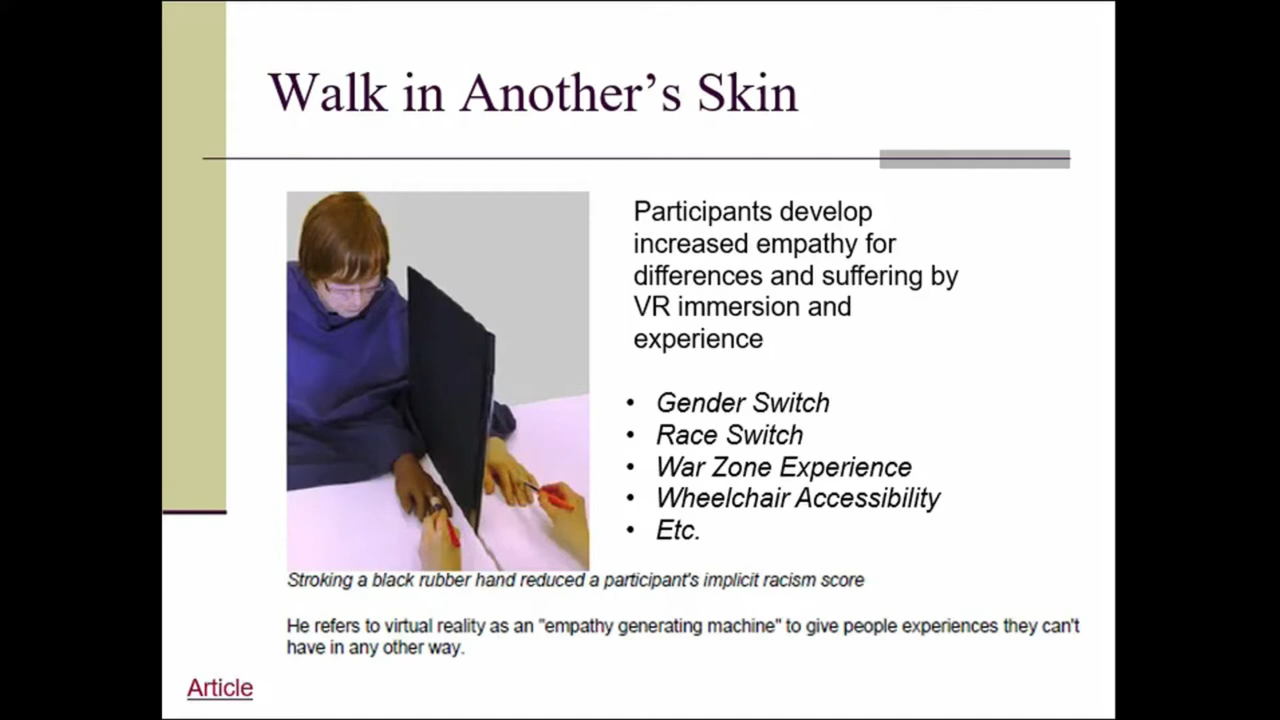 Walk in Another's Skin
Participants develop
increased empathy for
differences and suffering by
VR immersion and
experience
• Gender Switch
• Race Switch
• War Zone Experience
• Wheelchair Accessibility
• Etc.
Stroking a black rubber hand reduced a participant's implicit racism score
He refers to virtual reality as an "empathy generating machine" to give people experiences they can't
have in any other way.
Article